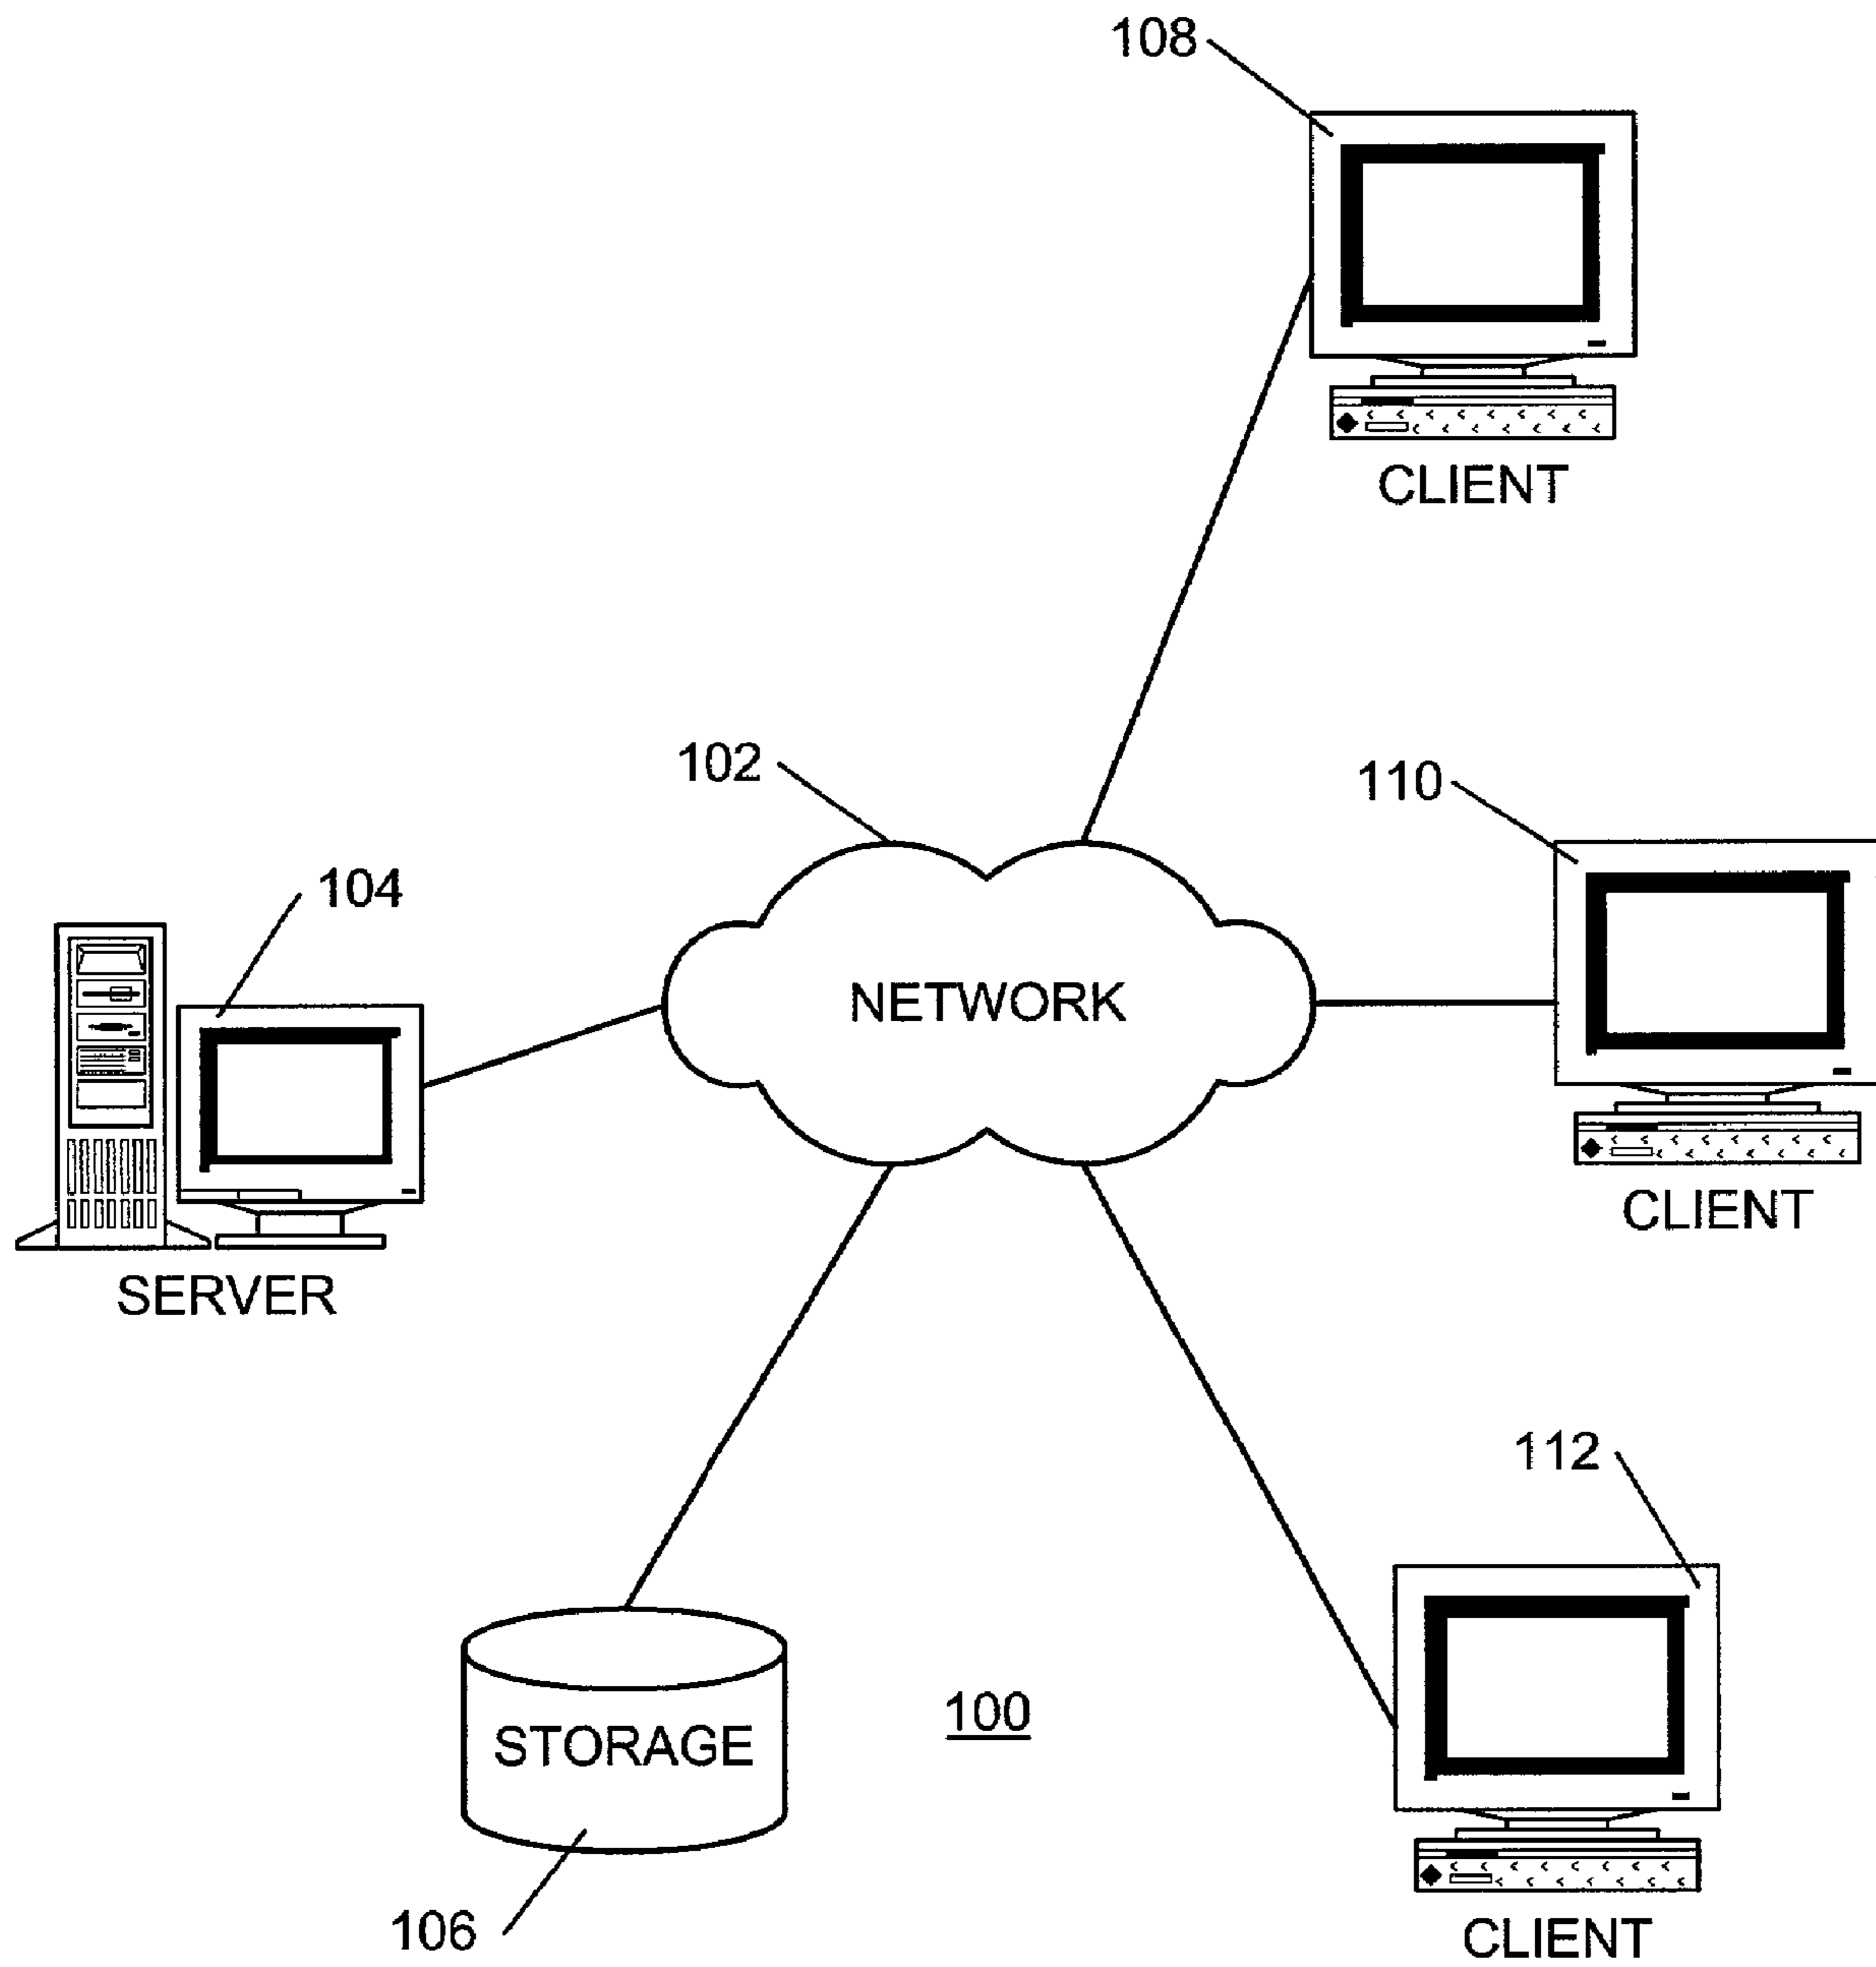 108
CLIENT
102
110
104
NETWORK
CLIENT
SERVER
112
100
STORAGE
106
CLIENT